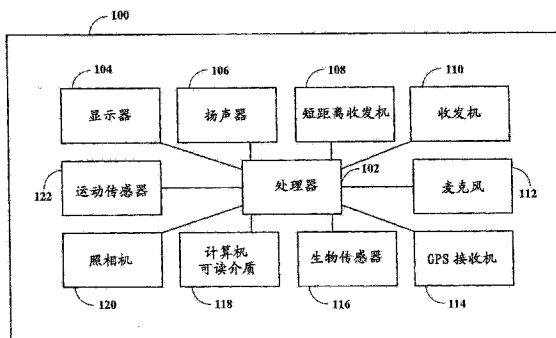 100
104
106
108
110
显示器
扬声器
短距离收发机
收发机
运动传感器
处理器
麦克风
122
102
112
照相机
计算机
可读介质
生物传感器
GPS 接收机
120
118
116
114